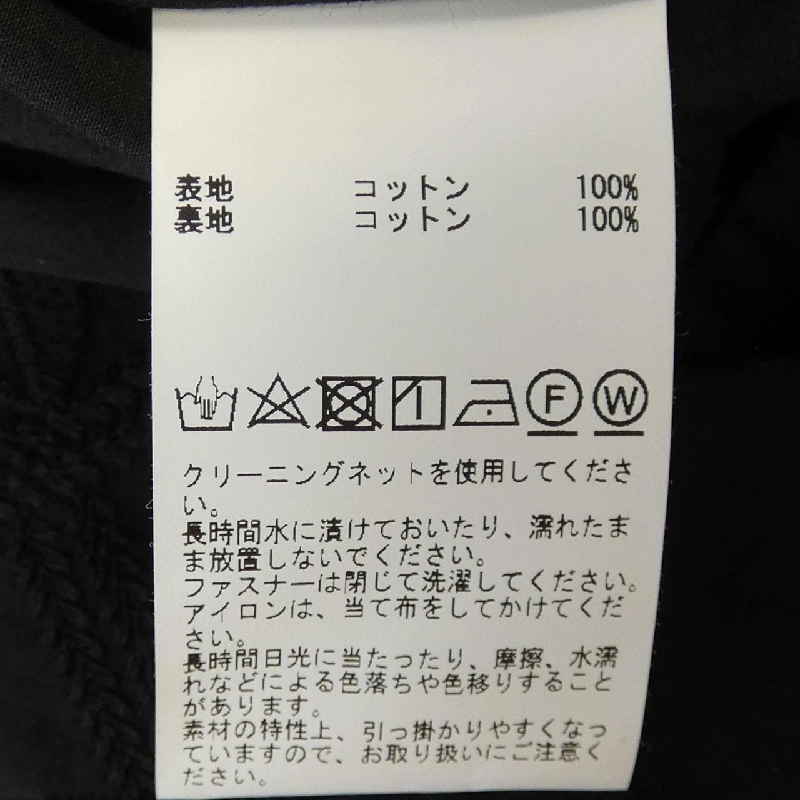 表地 コットン 100%
裏地 コットン 100%
F W
クリーニングネットを使用してくださ
い。
長時間水に漬けておいたり、濡れたま
ま放置しないでください。
ファスナーは閉じて洗濯してください。
アイロンは、当て布をしてかけてくだ
さい。
長時間日光に当たったり、摩擦、水濡
れなどによる色落ちや色移りすること
があります。
素材の特性上、引っ掛かりやすくなっ
ていますので、お取り扱いにご注意く
ださい。